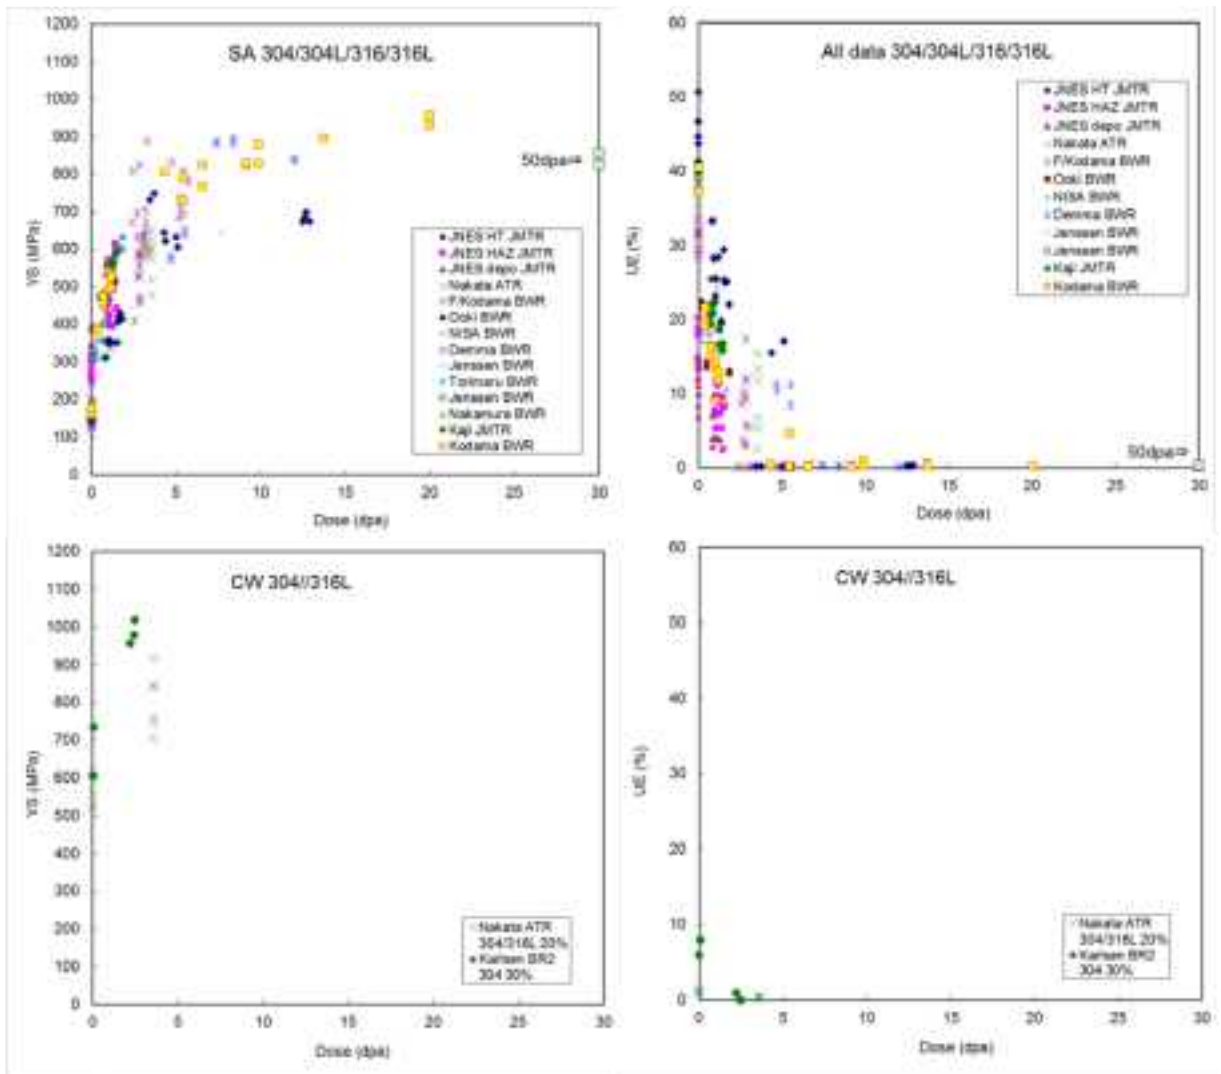 SA 304/304L/316/316L
1200
1100
1000
900
800
700
600
500
400
300
200
100
0
YS (MPa)
50dpa⇒
JNES HT JMTR
JNES HAZ JMTR
JNES depo JMTR
Nakata ATR
F/Kodama BWR
Ooki BWR
NISA BWR
Demma BWR
Janssen BWR
Torimaru BWR
Janssen BWR
Nakamura BWR
Kaji JMTR
Kodama BWR
0 5 10 15 20 25 30
Dose (dpa)
All data 304/304L/316/316L
60
50
40
30
20
10
0
UE (%)
JNES HT JMTR
JNES HAZ JMTR
JNES depo JMTR
Nakata ATR
F/Kodama BWR
Ooki BWR
NISA BWR
Demma BWR
Janssen BWR
Janssen BWR
Kaji JMTR
Kodama BWR
50dpa⇒
0 5 10 15 20 25 30
Dose (dpa)
CW 304//316L
1200
1100
1000
900
800
700
600
500
400
300
200
100
0
YS (MPa)
Nakata ATR
304/316L 20%
Karlsen BR2
304 30%
0 5 10 15 20 25 30
Dose (dpa)
CW 304//316L
60
50
40
30
20
10
0
UE (%)
Nakata ATR
304/316L 20%
Karlsen BR2
304 30%
0 5 10 15 20 25 30
Dose (dpa)